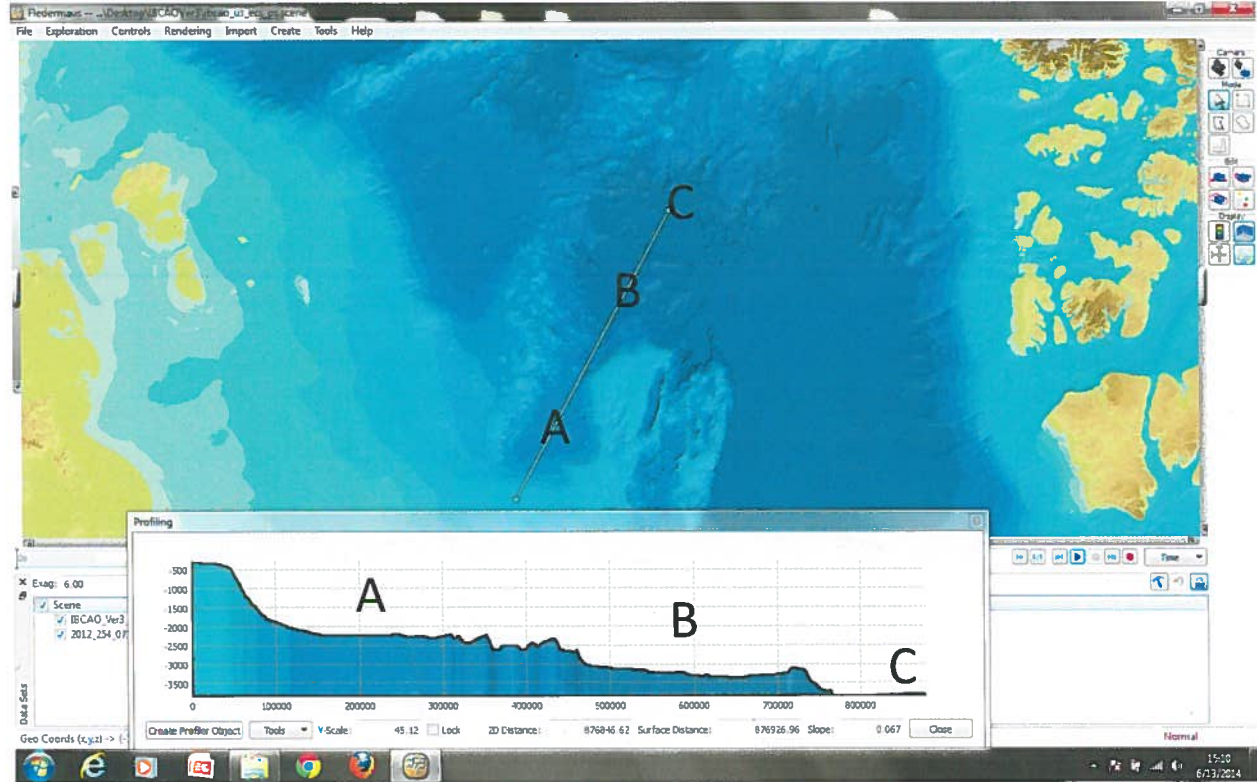 Fledermaus
File Exploration Controls Rendering Import Create Tools Help
Camera
Mode
Edit
Display
C
B
A
Profiling
-500
-1000
-1500
-2000
-2500
-3000
-3500
A
B
C
0 100000 200000 300000 400000 500000 600000 700000 800000
Create Profiler Object Tools V-Scale: 45.12 Lock 2D Distance: 876846.62 Surface Distance: 876926.96 Slope: 0.067 Close
Time
Exag: 6.00
Scene
IBCAO_Ver3
Data Sets
Geo Coords (x,y,z) -> (-
Normal
15:10
6/13/2014